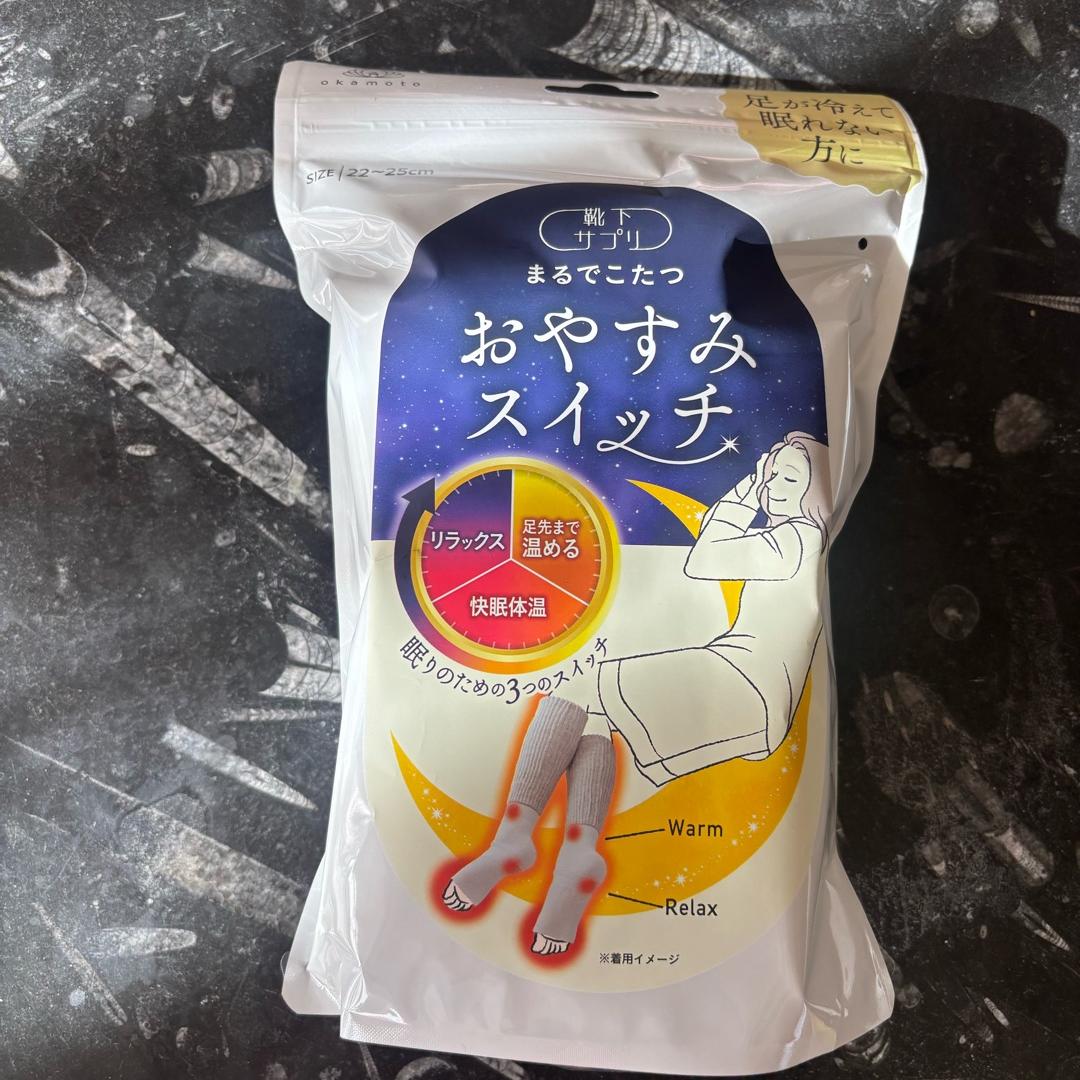 okamoto
足が冷えて
眠れない
方に
SIZE / 22~25cm
靴下
サプリ
まるでこたつ
おやすみ
スイッチ
リラックス
足先まで
温める
快眠体温
眠りのための3つのスイッチ
Warm
Relax
※着用イメージ